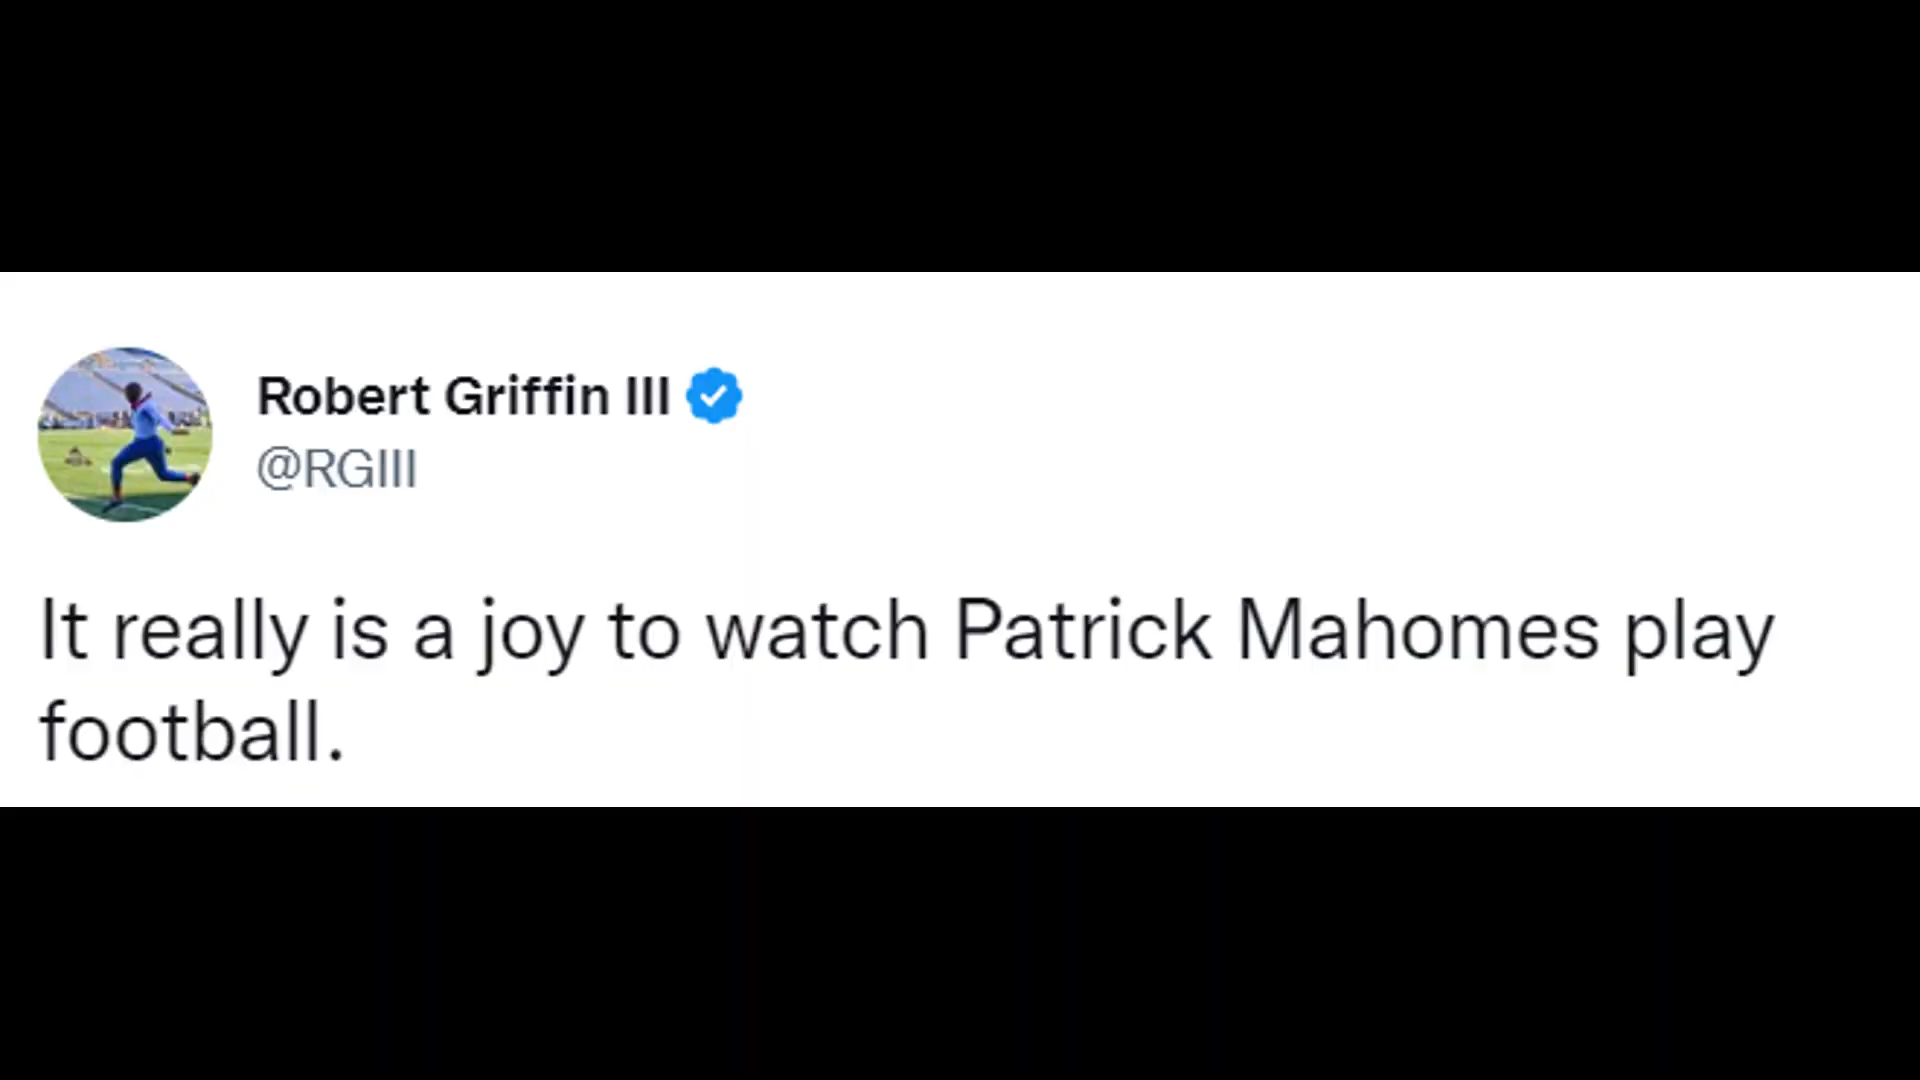 Robert Griffin III
@RGIII
It really is a joy to watch Patrick Mahomes play
football.